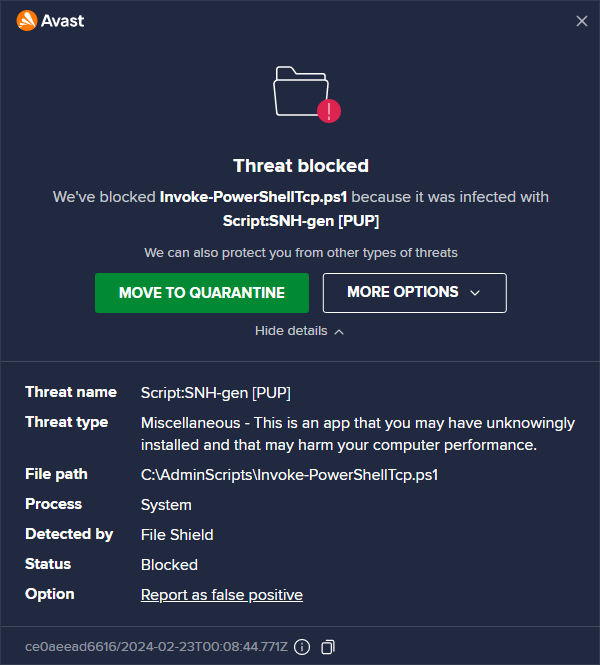 Avast
Threat blocked
We've blocked Invoke-PowerShellTcp.ps1 because it was infected with
Script:SNH-gen [PUP]
We can also protect you from other types of threats
MOVE TO QUARANTINE
MORE OPTIONS
Hide details
Threat name Script:SNH-gen [PUP]
Threat type Miscellaneous - This is an app that you may have unknowingly
installed and that may harm your computer performance.
File path C:\AdminScripts\Invoke-PowerShellTcp.ps1
Process System
Detected by File Shield
Status Blocked
Option Report as false positive
ce0aeead6616/2024-02-23T00:08:44.771Z